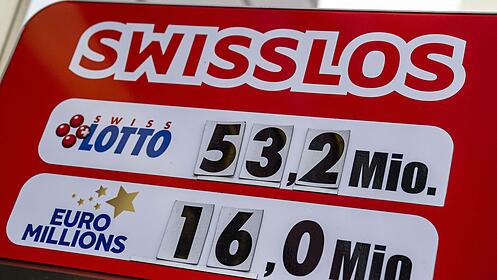 SWISSLOS
SWISS
LOTTO
53,2 Mio.
EURO
MILLIONS
16,0 Mio